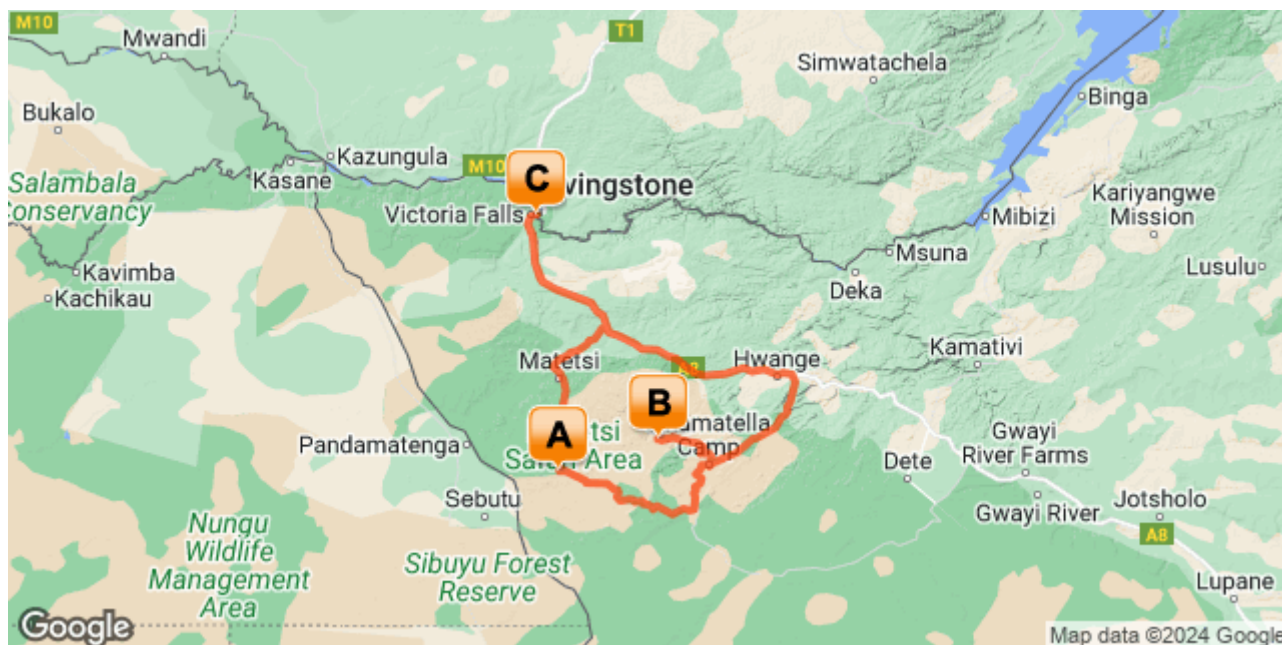 M10
Mwandi
T1
Simwatachela
Binga
Bukalo
Kazungula
M10
Kasane
C
vingstone
Salambala
Conservancy
Victoria Falls
Kariyangwe
Mission
Mibizi
Msuna
Lusulu
Kavimba
Kachikau
Deka
Matetsi
Hwange
Kamativi
B
A
amatella
Camp
tsi
Area
Pandamatenga
Gwayi
River Farms
Dete
Sebutu
Gwayi River
Jotsholo
A8
Nungu
Wildlife
Management
Area
Sibuyu Forest
Reserve
Lupane
Google
Map data ©2024 Google